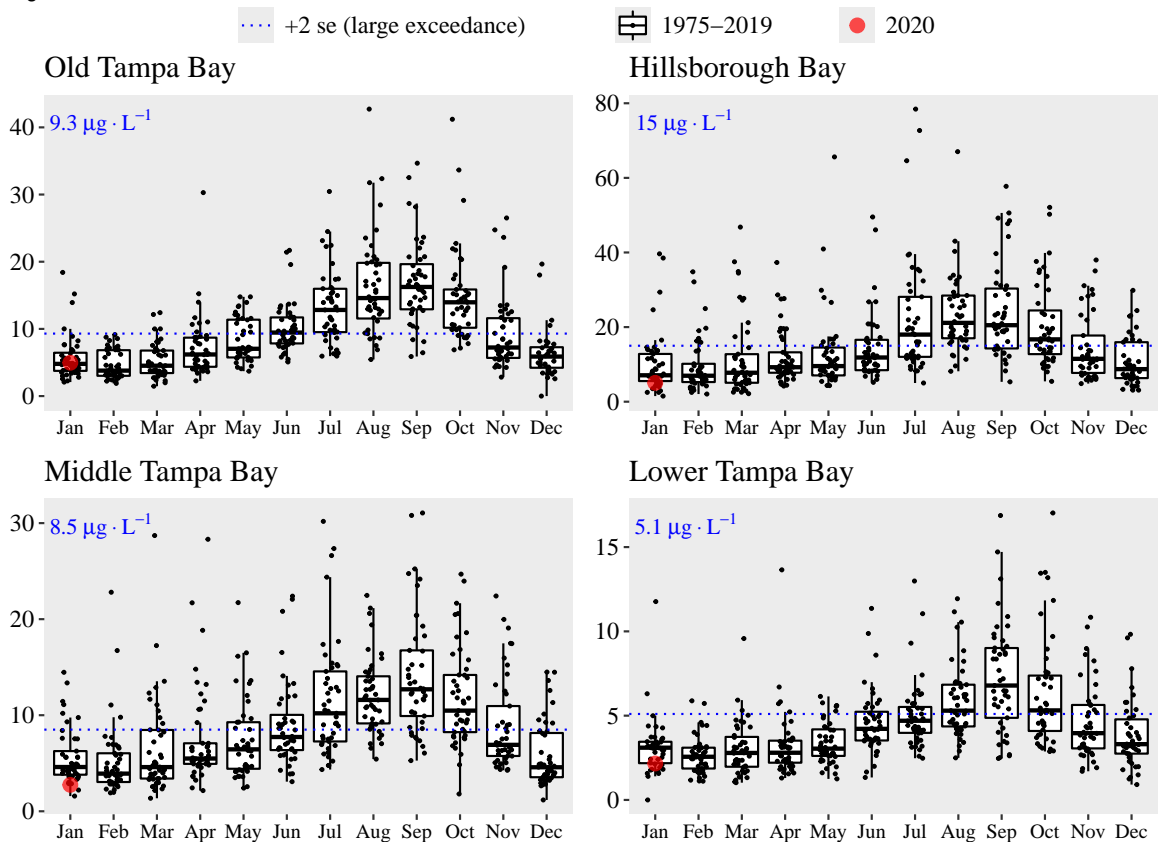 +2 se (large exceedance) 1975−2019 2020
Old Tampa Bay
9.3 μg · L⁻¹
40
30
20
10
0
Jan Feb Mar Apr May Jun Jul Aug Sep Oct Nov Dec
Hillsborough Bay
15 μg · L⁻¹
80
60
40
20
0
Jan Feb Mar Apr May Jun Jul Aug Sep Oct Nov Dec
Middle Tampa Bay
8.5 μg · L⁻¹
30
20
10
0
Jan Feb Mar Apr May Jun Jul Aug Sep Oct Nov Dec
Lower Tampa Bay
5.1 μg · L⁻¹
15
10
5
0
Jan Feb Mar Apr May Jun Jul Aug Sep Oct Nov Dec